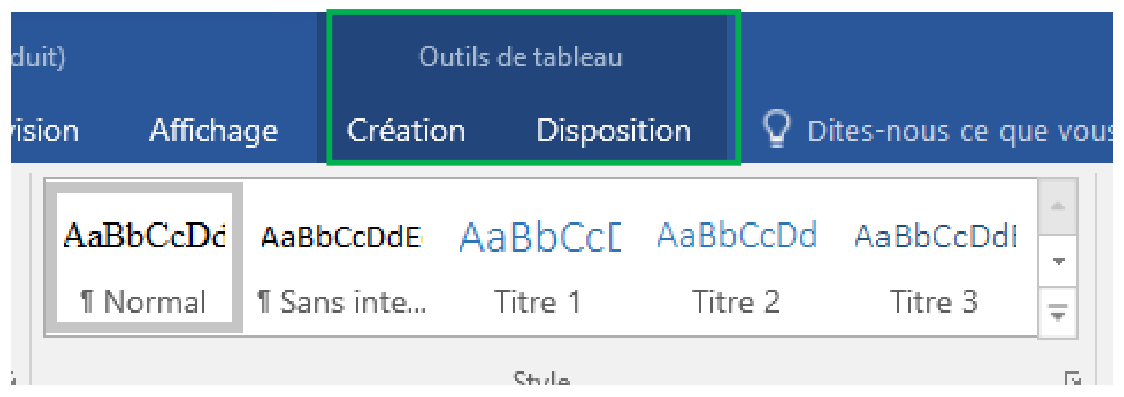 duit) Outils de tableau
vision Affichage Création Disposition Dites-nous ce que vous
AaBbCcDd AaBbCcDdE AaBbCcD AaBbCcDd AaBbCcDdI
¶ Normal ¶ Sans inte... Titre 1 Titre 2 Titre 3
Style